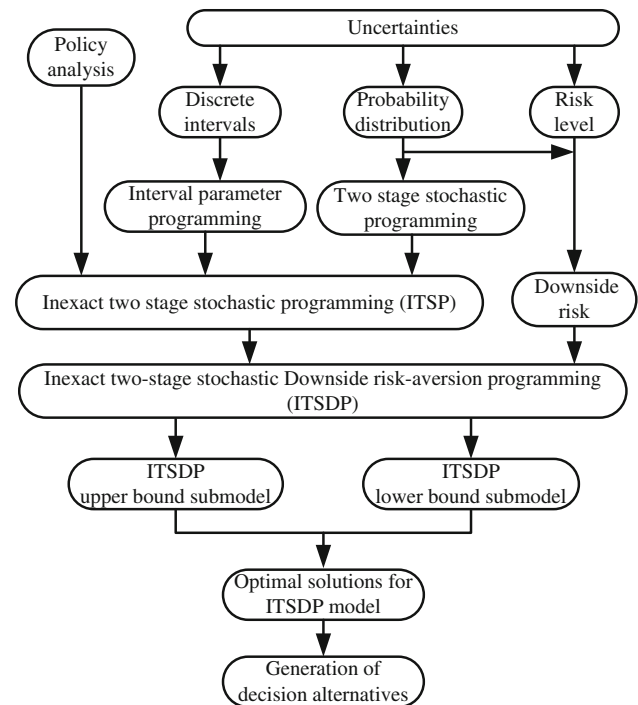 Uncertainties
Policy
analysis
Discrete
intervals
Probability
distribution
Risk
level
Interval parameter
programming
Two stage stochastic
programming
Inexact two stage stochastic programming (ITSP)
Downside
risk
Inexact two-stage stochastic Downside risk-aversion programming
(ITSDP)
ITSDP
upper bound submodel
ITSDP
lower bound submodel
Optimal solutions for
ITSDP model
Generation of
decision alternatives